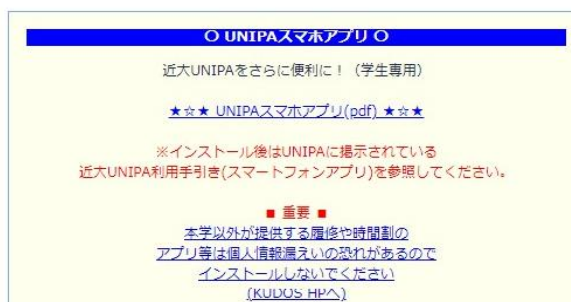 〇 UNIPAスマホアプリ 〇
近大UNIPAをさらに便利に！（学生専用）
★☆★ UNIPAスマホアプリ(pdf) ★☆★
※インストール後はUNIPAに掲示されている
近大UNIPA利用手引き(スマートフォンアプリ)を参照してください。
■ 重要 ■
本学以外が提供する履修や時間割の
アプリ等は個人情報漏えいの恐れがあるので
インストールしないでください
(KUDOS HPへ)